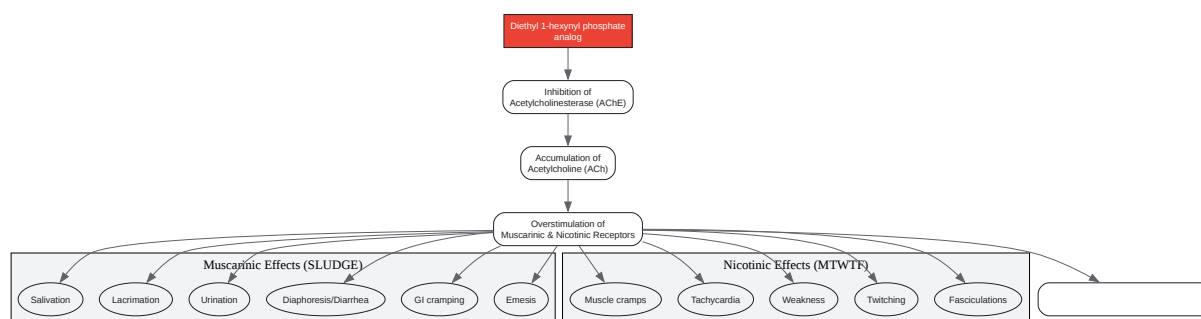 Diethyl 1-hexynyl phosphate
analog
Inhibition of
Acetylcholinesterase (AChE)
Accumulation of
Acetylcholine (ACh)
Overstimulation of
Muscarinic & Nicotinic Receptors
Muscarinic Effects (SLUDGE)
Nicotinic Effects (MTWTF)
Salivation
Lacrimation
Urination
Diaphoresis/Diarrhea
GI cramping
Emesis
Muscle cramps
Tachycardia
Weakness
Twitching
Fasciculations